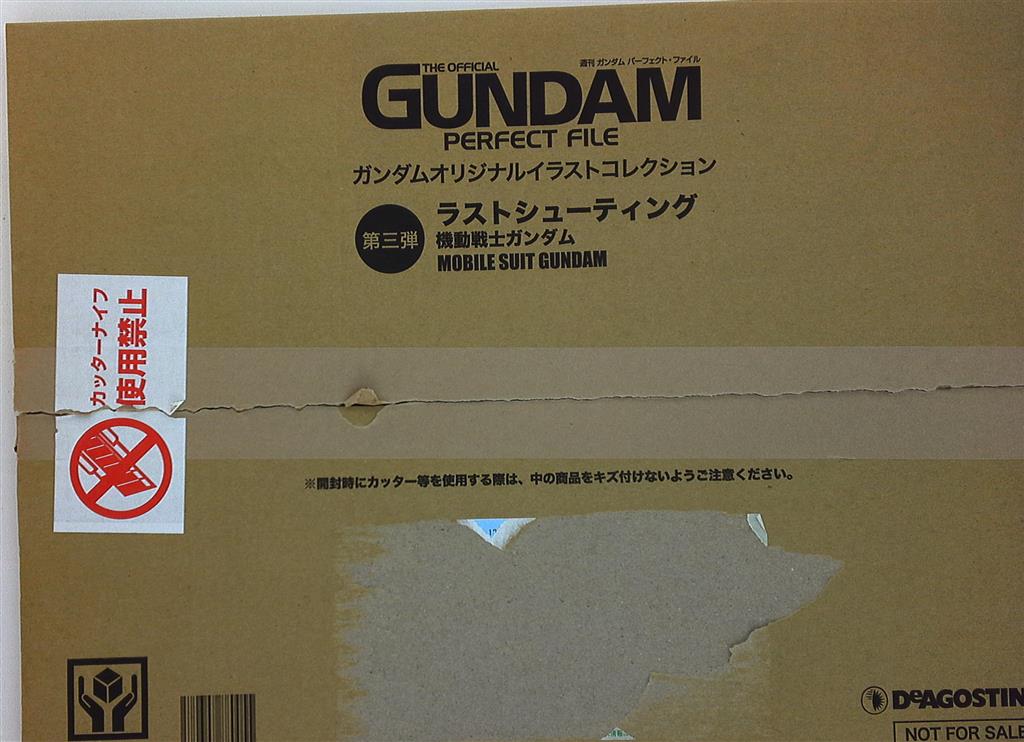 THE OFFICIAL
週刊 ガンダム パーフェクト・ファイル
GUNDAM
PERFECT FILE
ガンダムオリジナルイラストコレクション
第三弾
ラストシューティング
機動戦士ガンダム
MOBILE SUIT GUNDAM
カッターナイフ
使用禁止
※開封時にカッター等を使用する際は、中の商品をキズ付けないようご注意ください。
DeAGOSTIN
NOT FOR SALE